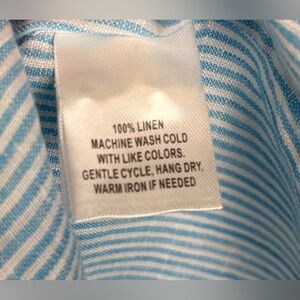 100% LINEN
MACHINE WASH COLD
WITH LIKE COLORS.
GENTLE CYCLE, HANG DRY.
WARM IRON IF NEEDED